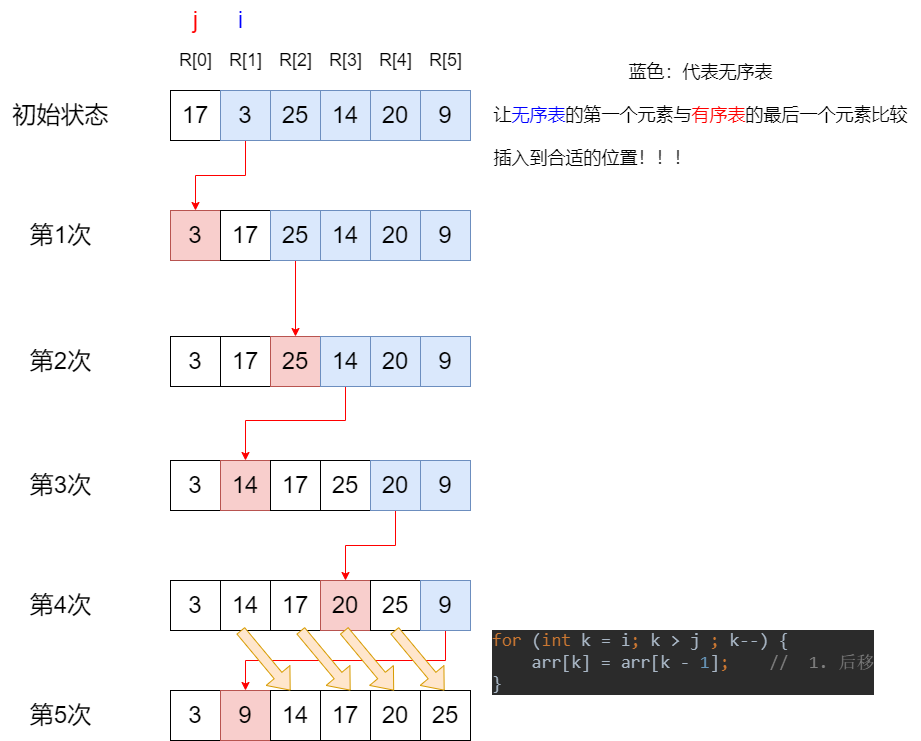 j i
R[0] R[1] R[2] R[3] R[4] R[5]
蓝色：代表无序表
初始状态 17 3 25 14 20 9
让无序表的第一个元素与有序表的最后一个元素比较
插入到合适的位置！！！
第1次 3 17 25 14 20 9
第2次 3 17 25 14 20 9
第3次 3 14 17 25 20 9
第4次 3 14 17 20 25 9
for (int k = i; k > j ; k--) {
arr[k] = arr[k - 1]; // 1. 后移
}
第5次 3 9 14 17 20 25